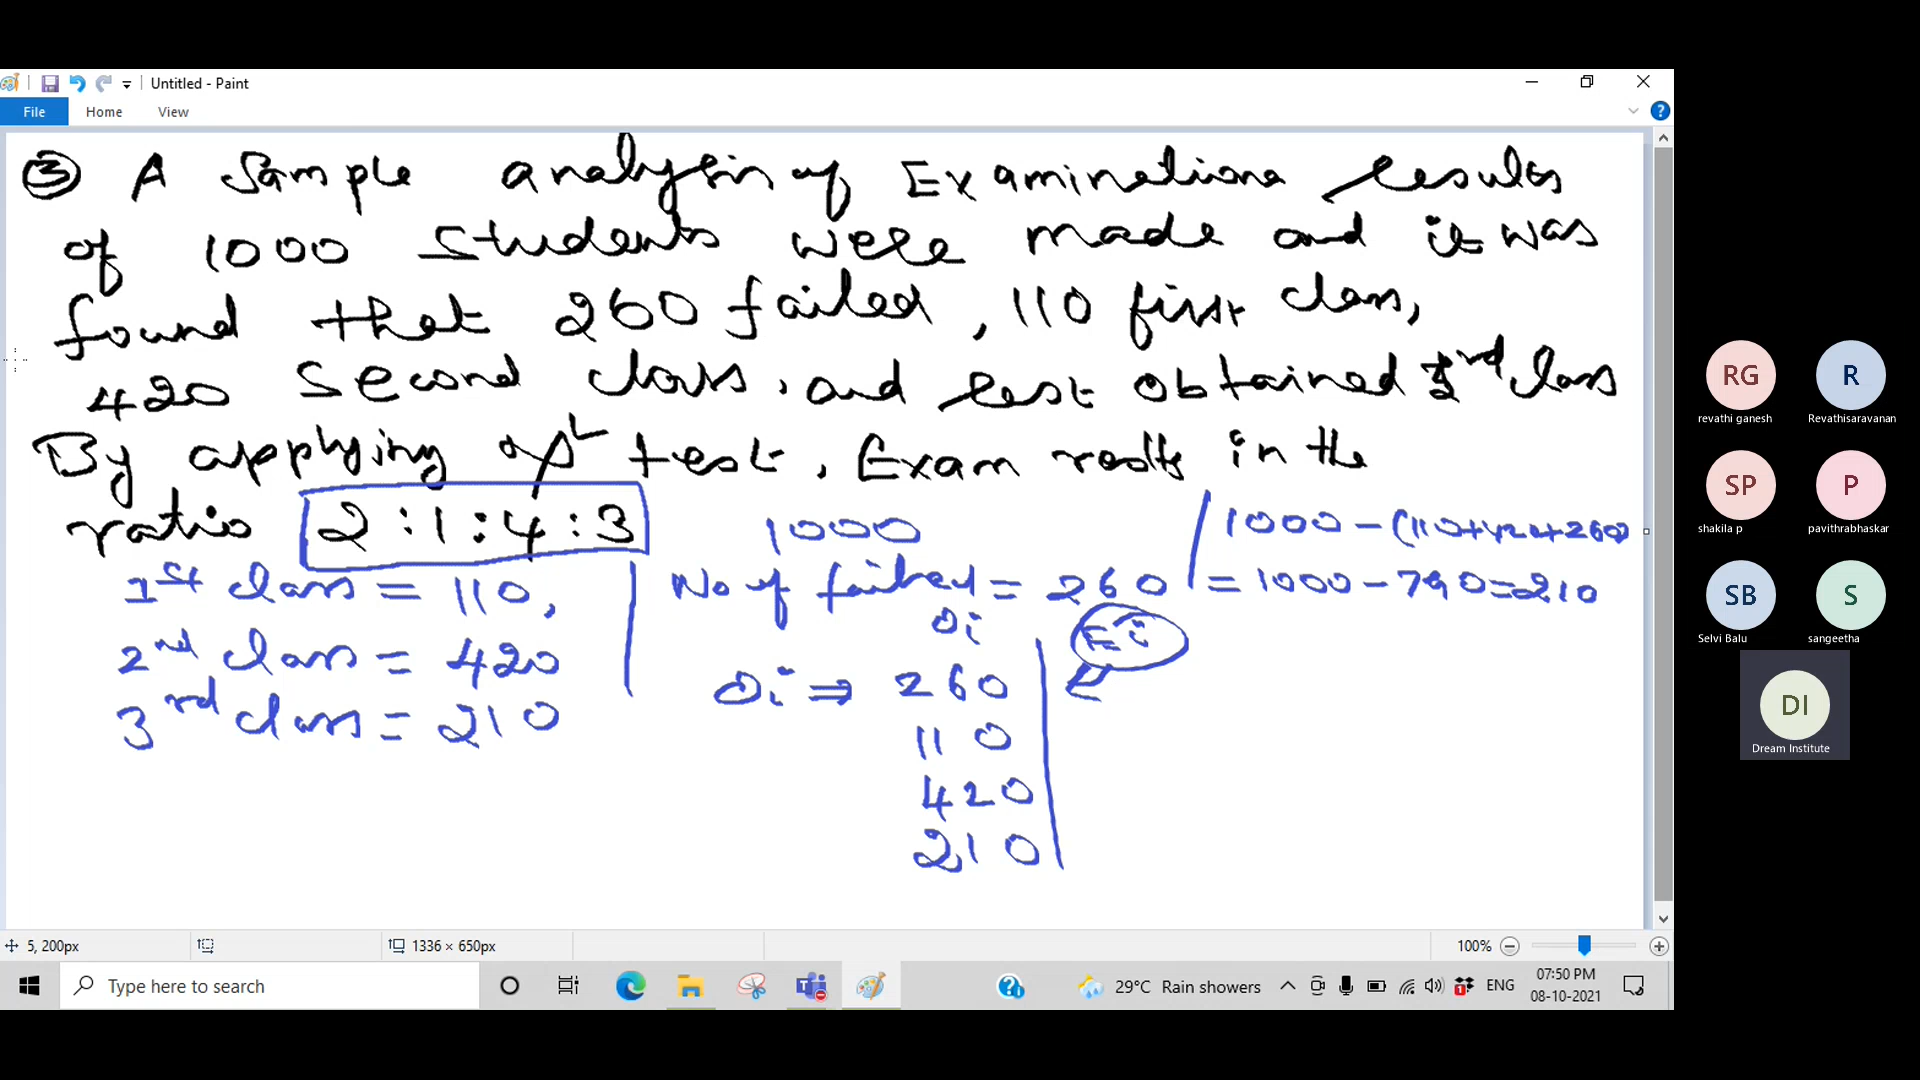 Untitled - Paint
File Home View
③ A Sample analysis of Examinationa results
of 1000 students were made and it was
found that 260 failed, 110 first class,
420 second class, and rest obtained 3rd class
By applying χ² test, Exam results in the
ratio 2:1:4:3
1000
1000-(110+420+260)
=1000-790=210
1st class = 110,
2nd class = 420
3rd class = 210
No of failed = 260
Oi
Ei
Oi ⇒ 260
110
420
210
RG
revathi ganesh
R
Revathisaravanan
SP
shakila p
P
pavithrabhaskar
SB
Selvi Balu
S
sangeetha
DI
Dream Institute
5, 200px
1336 × 650px
100%
Type here to search
29°C Rain showers
ENG
07:50 PM
08-10-2021